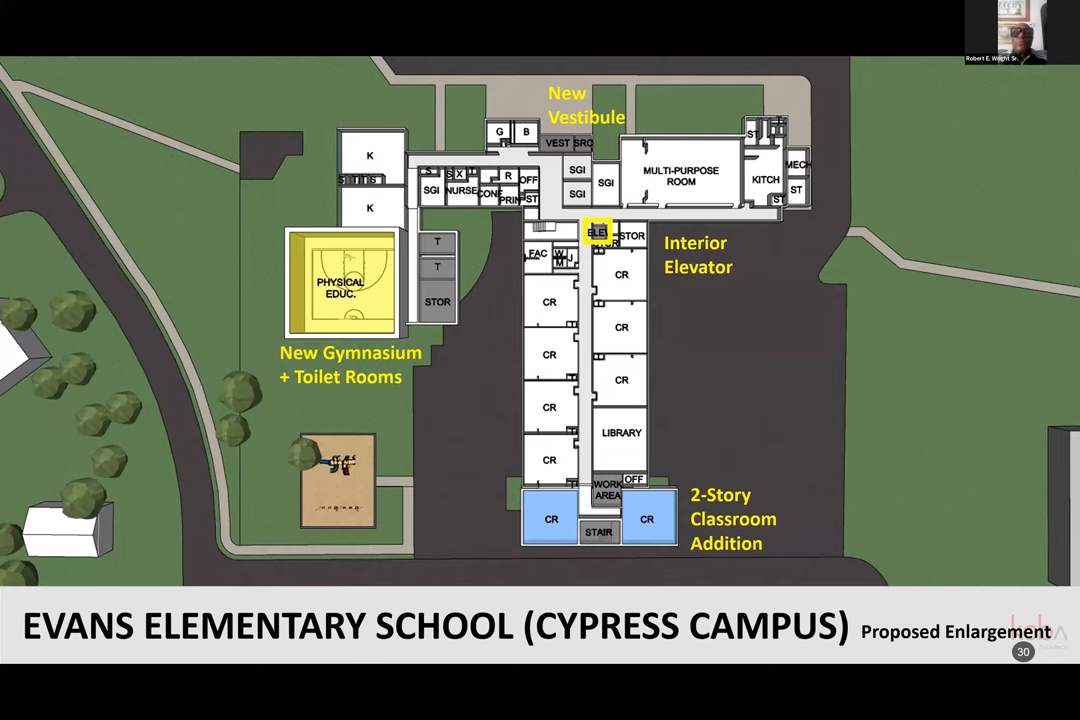 Robert E. Wright Sr.
New
Vestibule
G
B
VEST
SRO
K
S T T S
K
S
S X T
R
SGI
NURSE
CONF
PRIN
OFF
ST
SGI
SGI
SGI
MULTI-PURPOSE
ROOM
ST
KITCH
ST
MECH
ST
T
T
STOR
PHYSICAL
EDUC.
ELEV
STOR
STOR
Interior
Elevator
FAC
W
M
J
CR
CR
CR
CR
CR
CR
CR
LIBRARY
New Gymnasium
+ Toilet Rooms
WORK
AREA
OFF
CR
STAIR
CR
2-Story
Classroom
Addition
EVANS ELEMENTARY SCHOOL (CYPRESS CAMPUS) Proposed Enlargement
30